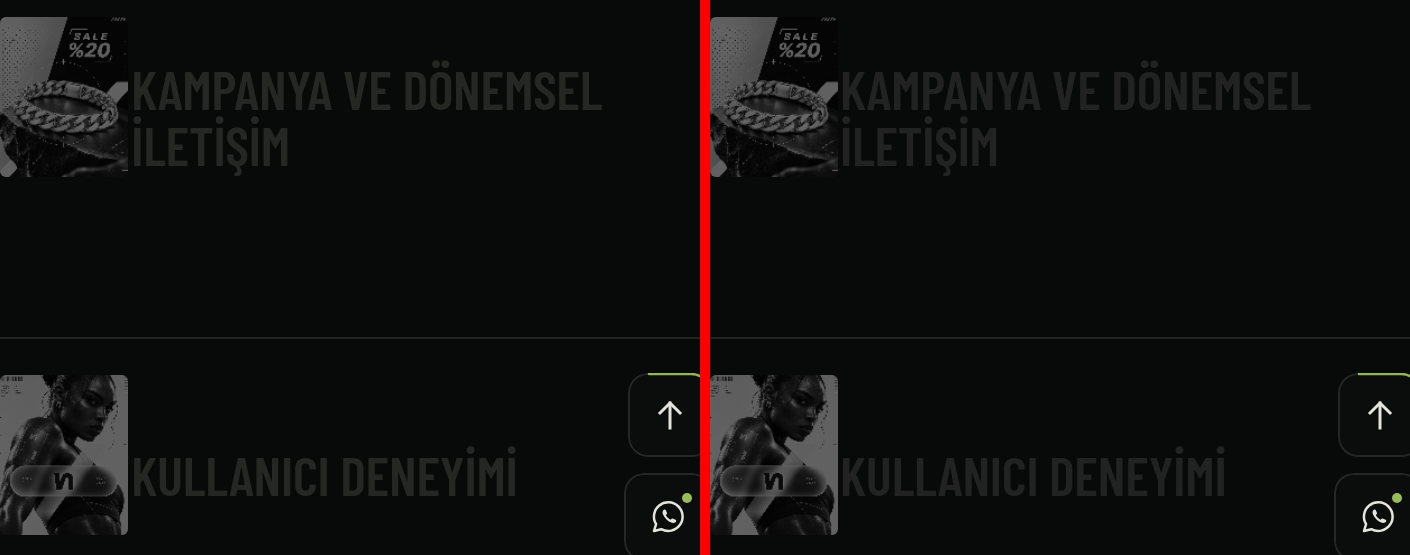 SALE
%20
KAMPANYA VE DÖNEMSEL
İLETİŞİM
KULLANICI DENEYİMİ
SALE
%20
KAMPANYA VE DÖNEMSEL
İLETİŞİM
KULLANICI DENEYİMİ